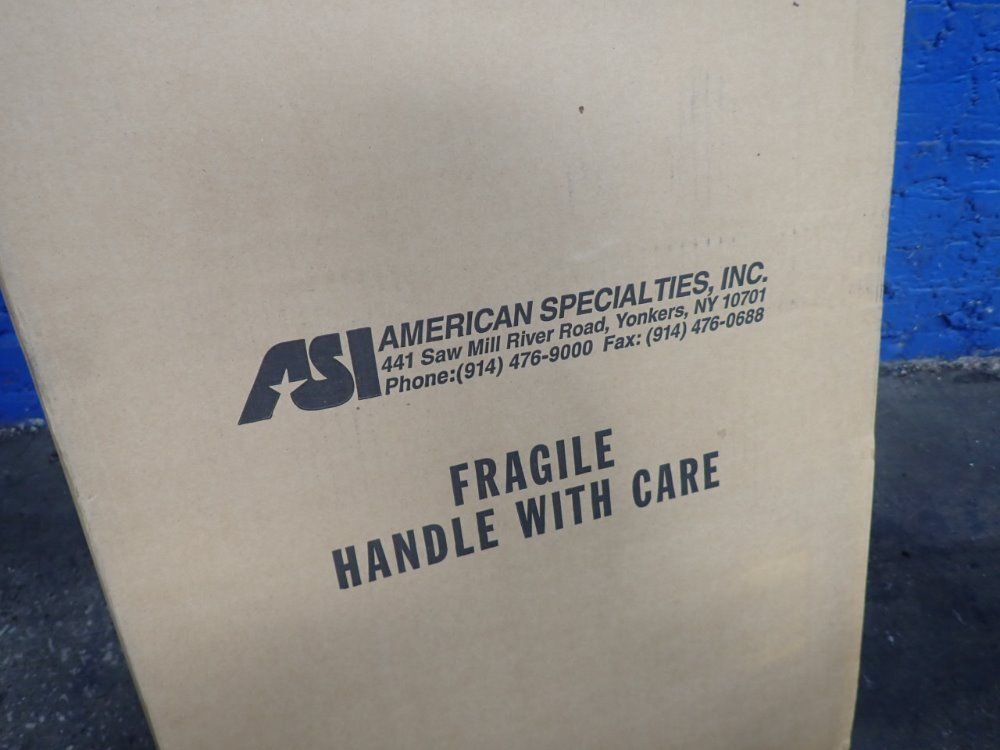 ASI
AMERICAN SPECIALTIES, INC.
441 Saw Mill River Road, Yonkers, NY 10701
Phone:(914) 476-9000 Fax: (914) 476-0688
FRAGILE
HANDLE WITH CARE